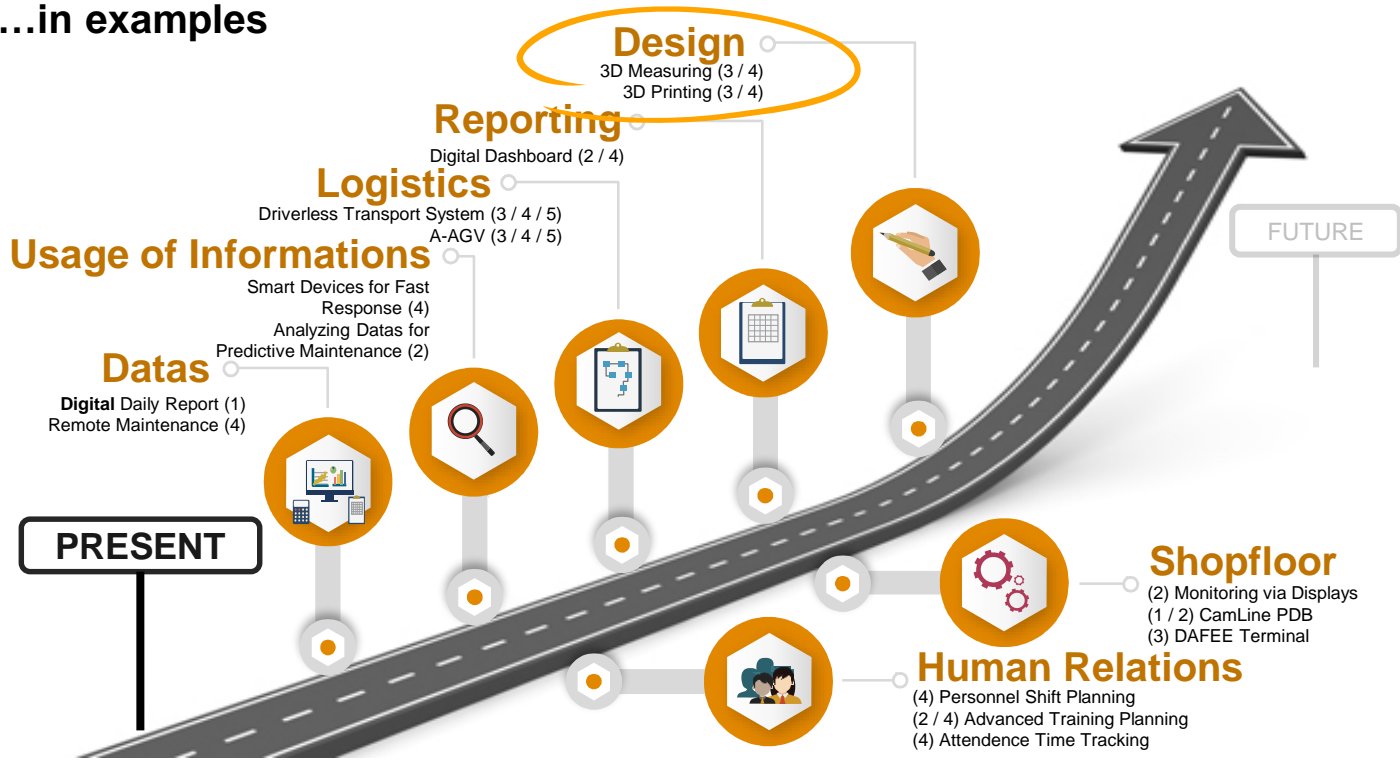 ...in examples
Design
3D Measuring (3 / 4)
3D Printing (3 / 4)
Reporting
Digital Dashboard (2 / 4)
Logistics
Driverless Transport System (3 / 4 / 5)
A-AGV (3 / 4 / 5)
Usage of Informations
Smart Devices for Fast
Response (4)
Analyzing Datas for
Predictive Maintenance (2)
Datas
Digital Daily Report (1)
Remote Maintenance (4)
PRESENT
FUTURE
Shopfloor
(2) Monitoring via Displays
(1 / 2) CamLine PDB
(3) DAFEE Terminal
Human Relations
(4) Personnel Shift Planning
(2 / 4) Advanced Training Planning
(4) Attendence Time Tracking